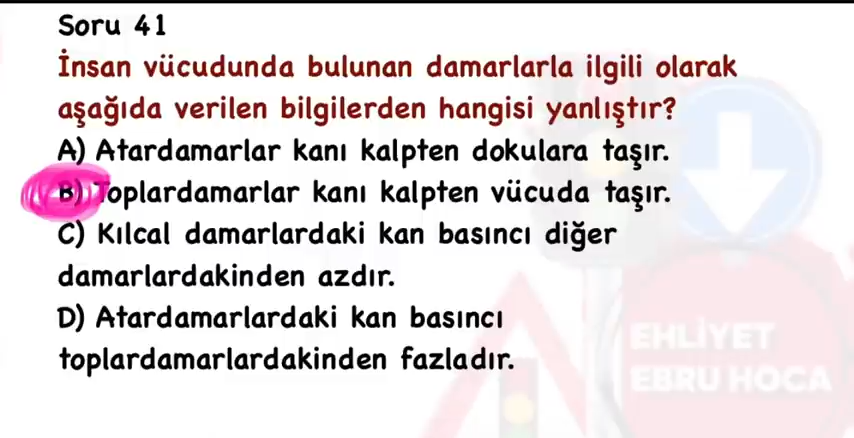 Soru 41
İnsan vücudunda bulunan damarlarla ilgili olarak
aşağıda verilen bilgilerden hangisi yanlıştır?
A) Atardamarlar kanı kalpten dokulara taşır.
B) Toplardamarlar kanı kalpten vücuda taşır.
C) Kılcal damarlardaki kan basıncı diğer
damarlardakinden azdır.
D) Atardamarlardaki kan basıncı
toplardamarlardakinden fazladır.
EHLİYET
EBRU HOCA